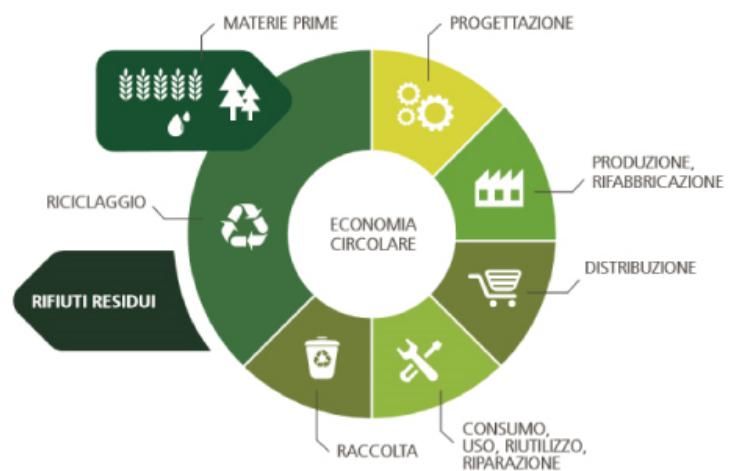 MATERIE PRIME
PROGETTAZIONE
PRODUZIONE,
RIFABBRICAZIONE
RICICLAGGIO
ECONOMIA
CIRCOLARE
DISTRIBUZIONE
RIFIUTI RESIDUI
CONSUMO,
USO, RIUTILIZZO,
RIPARAZIONE
RACCOLTA